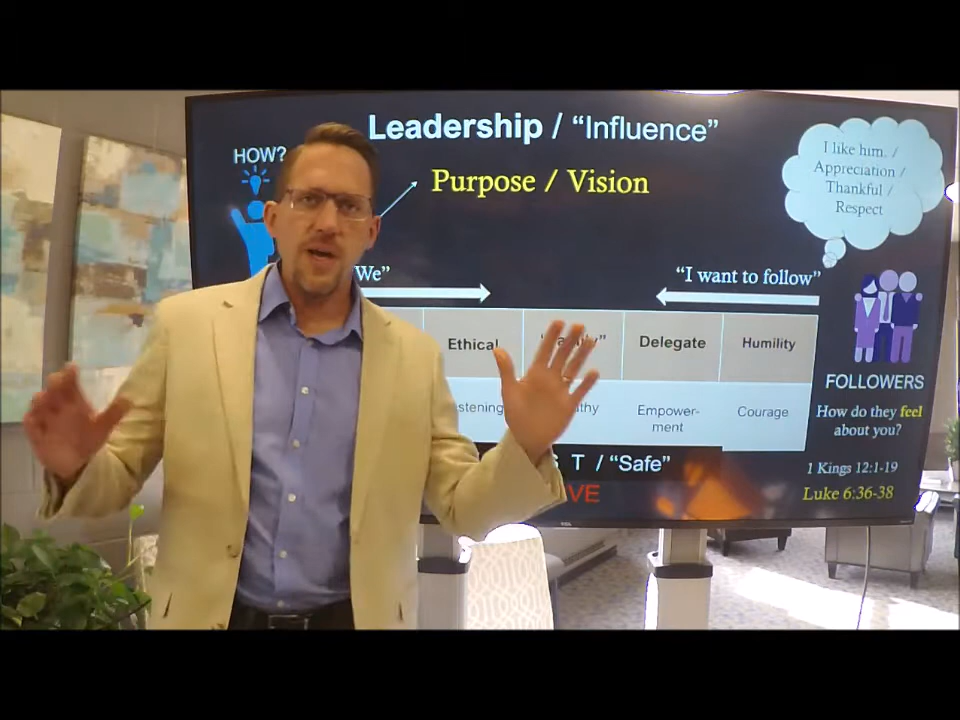 Leadership / “Influence”
HOW?
Purpose / Vision
I like him. /
Appreciation /
Thankful /
Respect
We”
“I want to follow”
Ethical
Delegate
Humility
Empower-
ment
Courage
FOLLOWERS
How do they feel
about you?
S T / “Safe”
1 Kings 12:1-19
Luke 6:36-38